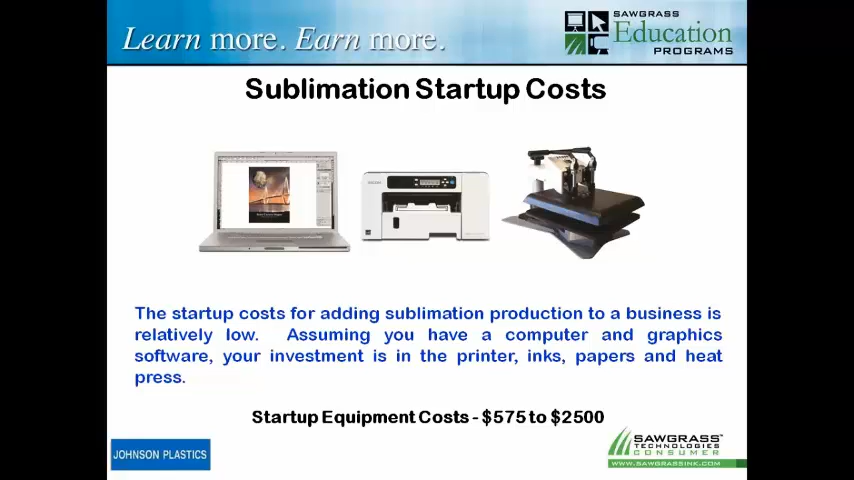 Learn more. Earn more.
SAWGRASS
Education
PROGRAMS
Sublimation Startup Costs
The startup costs for adding sublimation production to a business is
relatively low. Assuming you have a computer and graphics
software, your investment is in the printer, inks, papers and heat
press.
Startup Equipment Costs - $575 to $2500
JOHNSON PLASTICS
SAWGRASS
TECHNOLOGIES
CONSUMER
WWW.SAWGRASSINK.COM